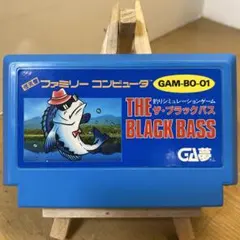 ファミリー コンピュータ GAM-BO-01
釣りシミュレーションゲーム
THE ザ・ブラックバス
BLACK BASS
GA夢